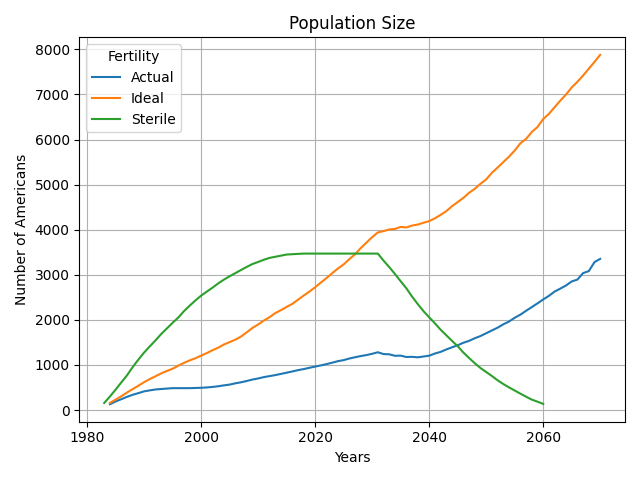 Population Size
Number of Americans
8000
7000
6000
5000
4000
3000
2000
1000
0
Fertility
Actual
Ideal
Sterile
1980
2000
2020
2040
2060
Years